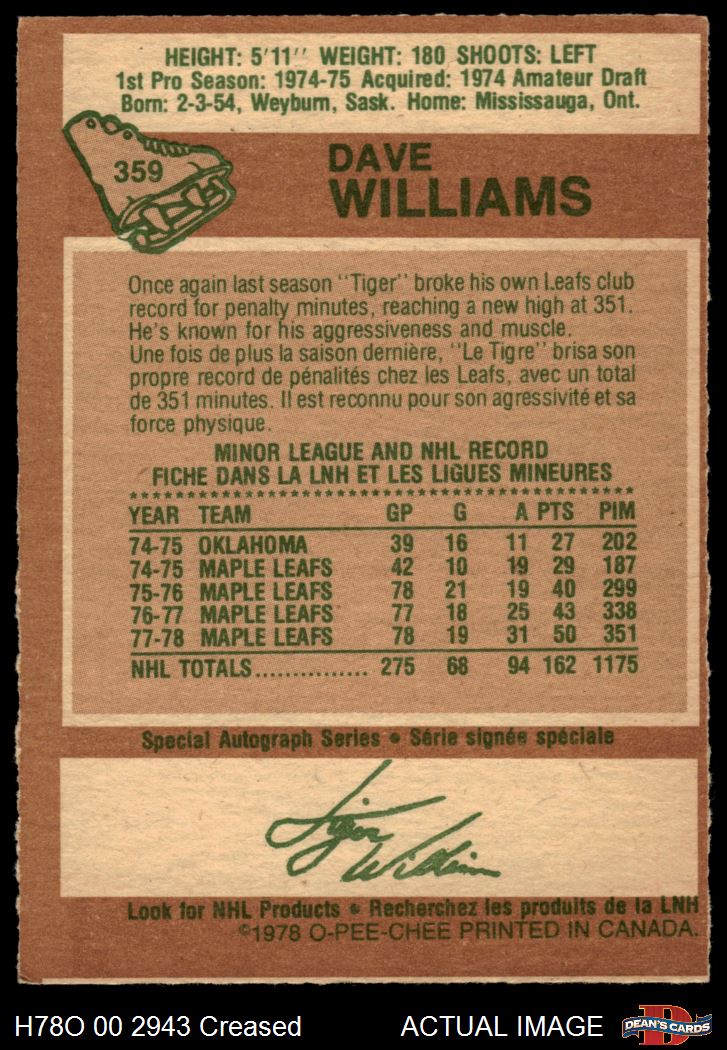 HEIGHT: 5'11'' WEIGHT: 180 SHOOTS: LEFT
1st Pro Season: 1974-75 Acquired: 1974 Amateur Draft
Born: 2-3-54, Weyburn, Sask. Home: Mississauga, Ont.
359
DAVE
WILLIAMS
Once again last season "Tiger" broke his own Leafs club
record for penalty minutes, reaching a new high at 351.
He's known for his aggressiveness and muscle.
Une fois de plus la saison dernière, "Le Tigre" brisa son
propre record de pénalités chez les Leafs, avec un total
de 351 minutes. Il est reconnu pour son agressivité et sa
force physique.
MINOR LEAGUE AND NHL RECORD
FICHE DANS LA LNH ET LES LIGUES MINEURES
YEAR TEAM GP G A PTS PIM
74-75 OKLAHOMA 39 16 11 27 202
74-75 MAPLE LEAFS 42 10 19 29 187
75-76 MAPLE LEAFS 78 21 19 40 299
76-77 MAPLE LEAFS 77 18 25 43 338
77-78 MAPLE LEAFS 78 19 31 50 351
NHL TOTALS................ 275 68 94 162 1175
Special Autograph Series • Série signée spéciale
Tiger
Williams
Look for NHL Products • Recherchez les produits de la LNH
©1978 O-PEE-CHEE PRINTED IN CANADA.
H78O 00 2943 Creased ACTUAL IMAGE
D
DEAN'S CARDS